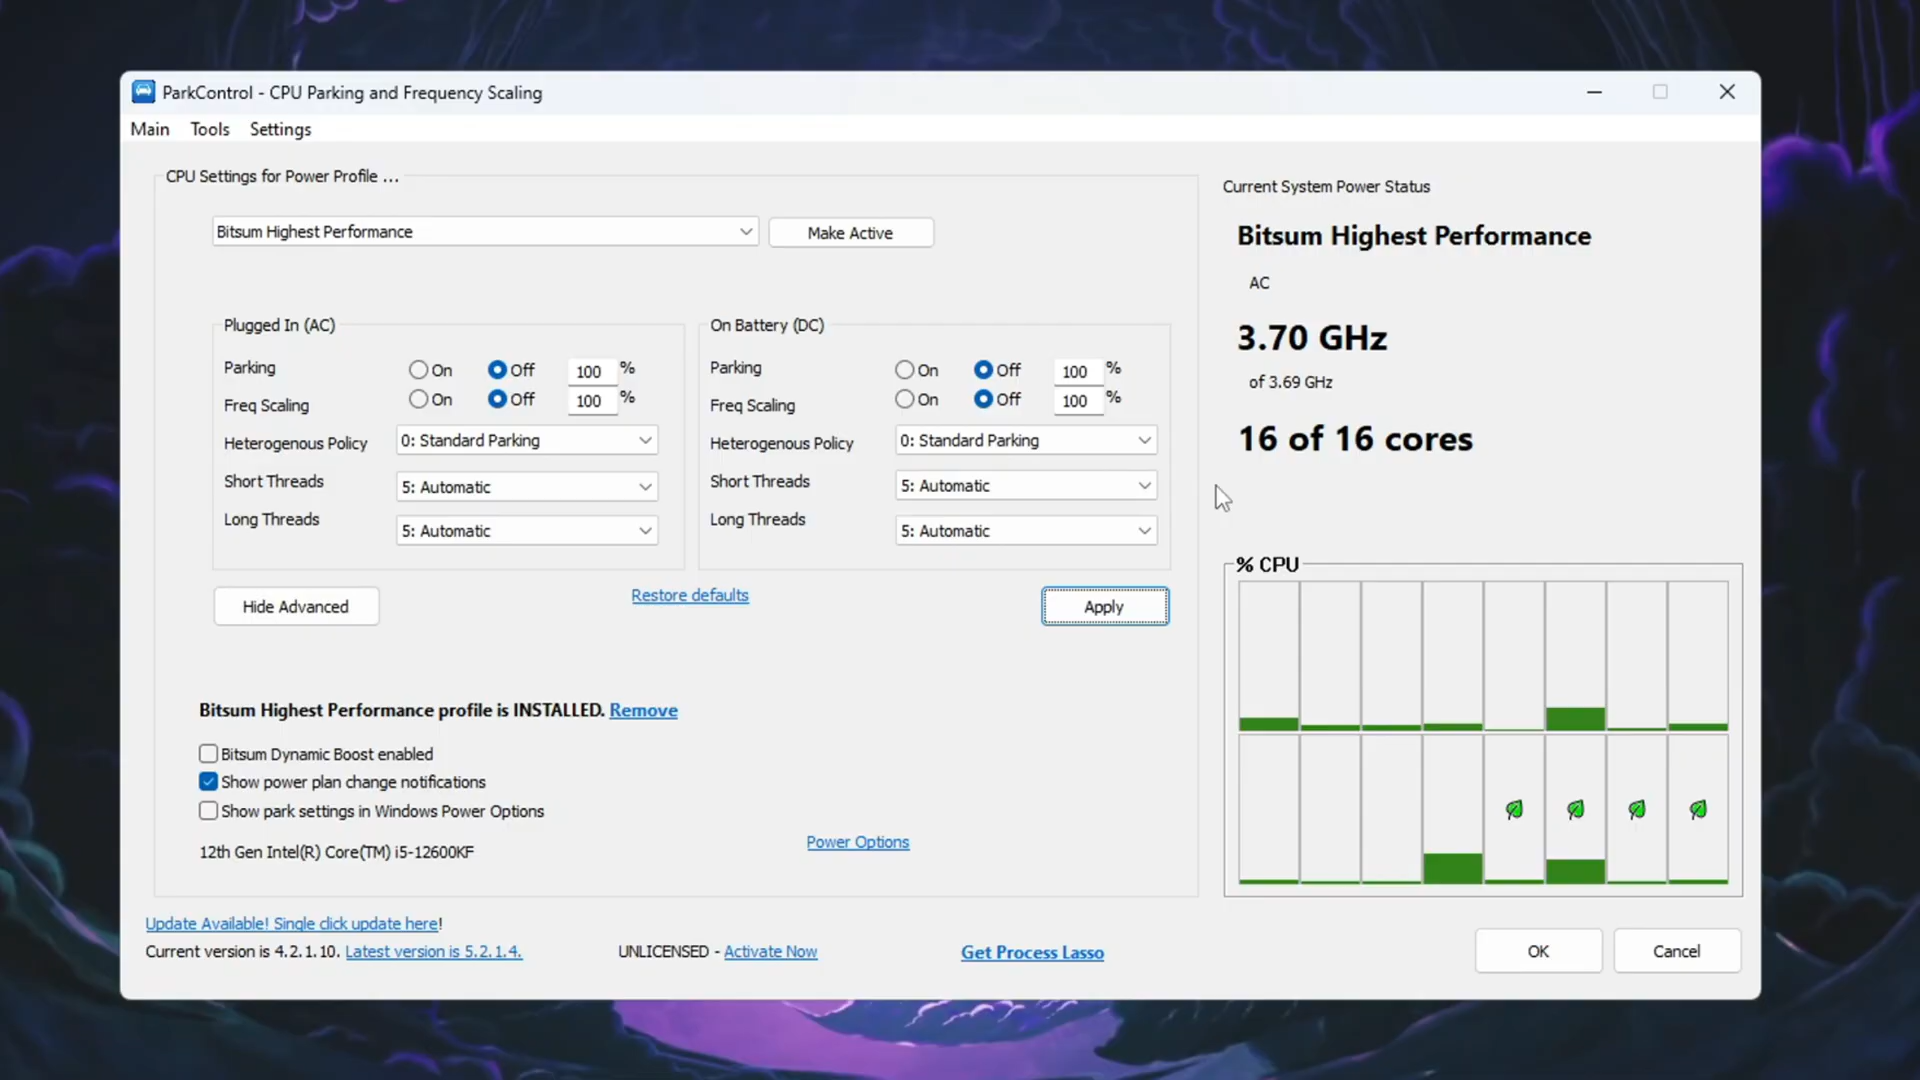 ParkControl - CPU Parking and Frequency Scaling
Main Tools Settings
CPU Settings for Power Profile ...
Bitsum Highest Performance
Make Active
Plugged In (AC)
Parking On Off 100 %
Freq Scaling On Off 100 %
Heterogenous Policy 0: Standard Parking
Short Threads 5: Automatic
Long Threads 5: Automatic
On Battery (DC)
Parking On Off 100 %
Freq Scaling On Off 100 %
Heterogenous Policy 0: Standard Parking
Short Threads 5: Automatic
Long Threads 5: Automatic
Hide Advanced
Restore defaults
Apply
Bitsum Highest Performance profile is INSTALLED. Remove
Bitsum Dynamic Boost enabled
Show power plan change notifications
Show park settings in Windows Power Options
Power Options
12th Gen Intel(R) Core(TM) i5-12600KF
Current System Power Status
Bitsum Highest Performance
AC
3.70 GHz
of 3.69 GHz
16 of 16 cores
% CPU
Update Available! Single click update here!
Current version is 4.2.1.10. Latest version is 5.2.1.4.
UNLICENSED - Activate Now
Get Process Lasso
OK
Cancel